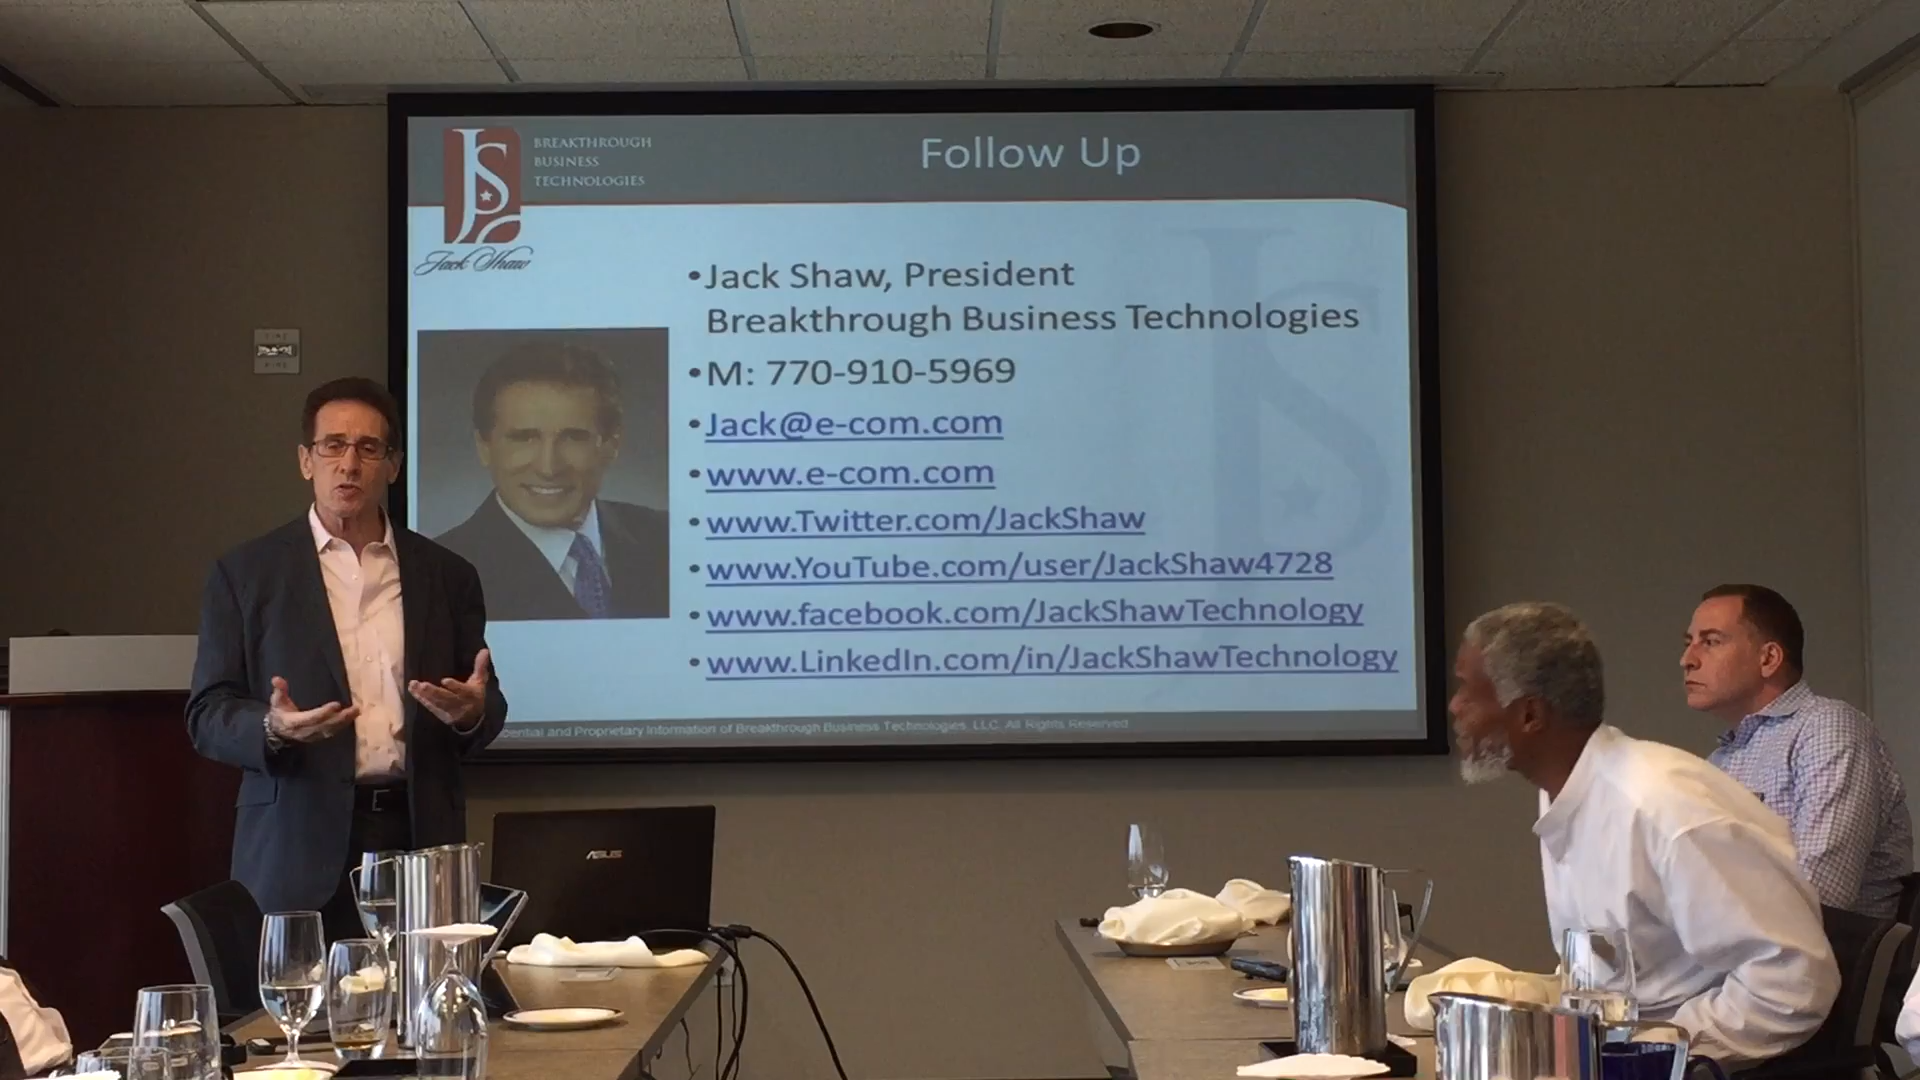 BREAKTHROUGH
BUSINESS
TECHNOLOGIES
Jack Shaw
Follow Up
•Jack Shaw, President
Breakthrough Business Technologies
•M: 770-910-5969
•Jack@e-com.com
•www.e-com.com
•www.Twitter.com/JackShaw
•www.YouTube.com/user/JackShaw4728
•www.facebook.com/JackShawTechnology
•www.LinkedIn.com/in/JackShawTechnology
and Proprietary Information of Breakthrough Business Technologies, LLC. All Rights Reserved
ASUS